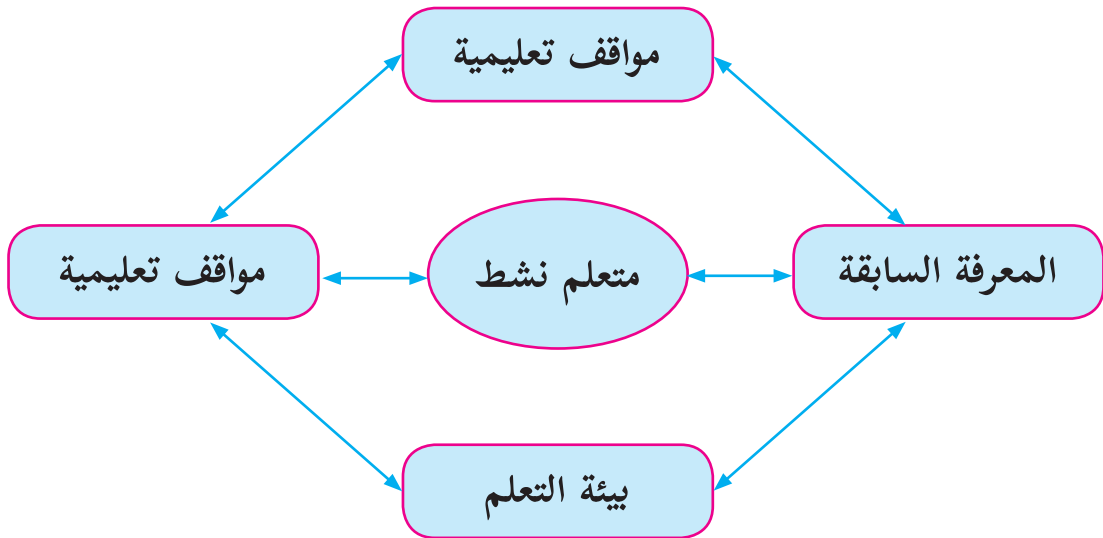 مواقف تعليمية
المعرفة السابقة
متعلم نشط
مواقف تعليمية
بيئة التعلم